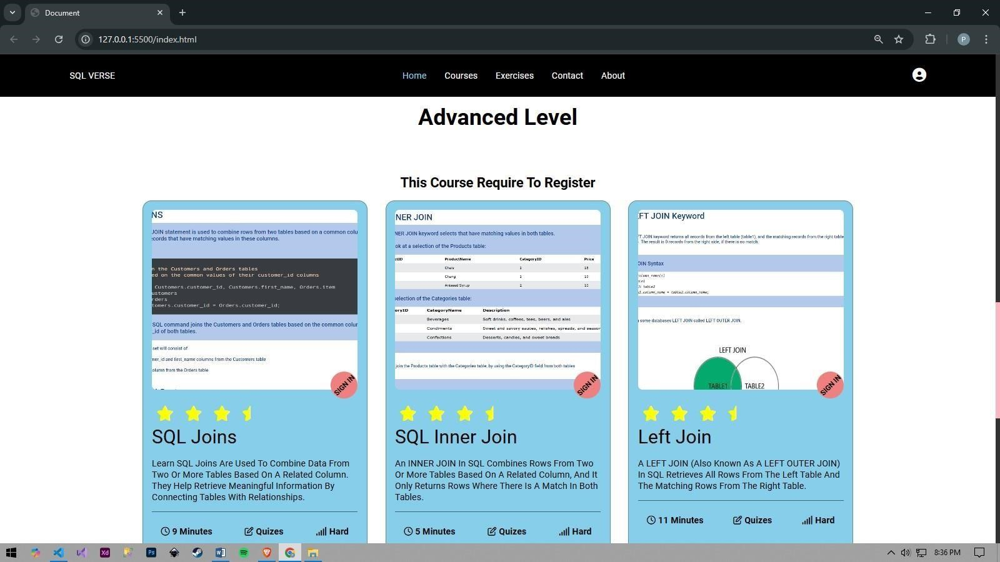 Document
127.0.0.1:5500/index.html
P
SQL VERSE
Home
Courses
Exercises
Contact
About
Advanced Level
This Course Require To Register
NS
JOIN statement is used to combine rows from two tables based on a common colu
ecords that have matching values in these columns.
n the Customers and Orders tables
ed on the common values of their customer_id columns
Customers.customer_id, Customers.first_name, Orders.item
ustomers
rders
tomers.customer_id = Orders.customer_id;
SQL command joins the Customers and Orders tables based on the common colur
_id of both tables.
set will consist of
ner_id and first_name columns from the Customers table
olumn from the Orders table
SIGN IN
SQL Joins
Learn SQL Joins Are Used To Combine Data From
Two Or More Tables Based On A Related Column.
They Help Retrieve Meaningful Information By
Connecting Tables With Relationships.
9 Minutes
Quizes
Hard
NER JOIN
NER JOIN keyword selects that have matching values in both tables.
ok at a selection of the Products table:
ctID ProductName CategoryID Price
Chais 1 18
Chang 1 19
Aniseed Syrup 2 10
selection of the Categories table:
oryID CategoryName Description
Beverages Soft drinks, coffees, teas, beers, and ales
Condiments Sweet and savory sauces, relishes, spreads, and season
Confections Desserts, candies, and sweet breads
join the Products table with the Categories table, by using the CategoryID field from both tables
SIGN IN
SQL Inner Join
An INNER JOIN In SQL Combines Rows From Two
Or More Tables Based On A Related Column, And It
Only Returns Rows Where There Is A Match In Both
Tables.
5 Minutes
Quizes
Hard
FT JOIN Keyword
FT JOIN keyword returns all records from the left table (table1), and the matching records from the right table
The result is 0 records from the right side, if there is no match.
OIN Syntax
column_name(s)
ble1
IN table2
1.column_name = table2.column_name;
some databases LEFT JOIN called LEFT OUTER JOIN.
LEFT JOIN
TABLE1
TABLE2
SIGN IN
Left Join
A LEFT JOIN (Also Known As A LEFT OUTER JOIN)
In SQL Retrieves All Rows From The Left Table And
The Matching Rows From The Right Table.
11 Minutes
Quizes
Hard
Xd
Ps
8:36 PM